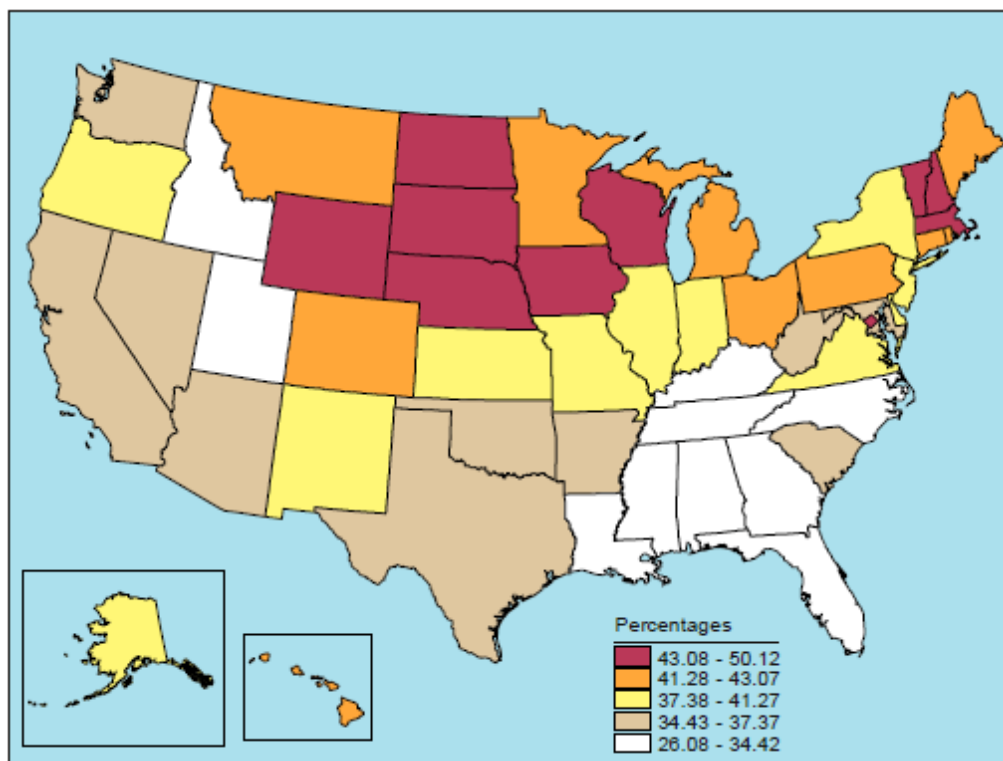 Percentages
43.08 - 50.12
41.28 - 43.07
37.38 - 41.27
34.43 - 37.37
26.08 - 34.42